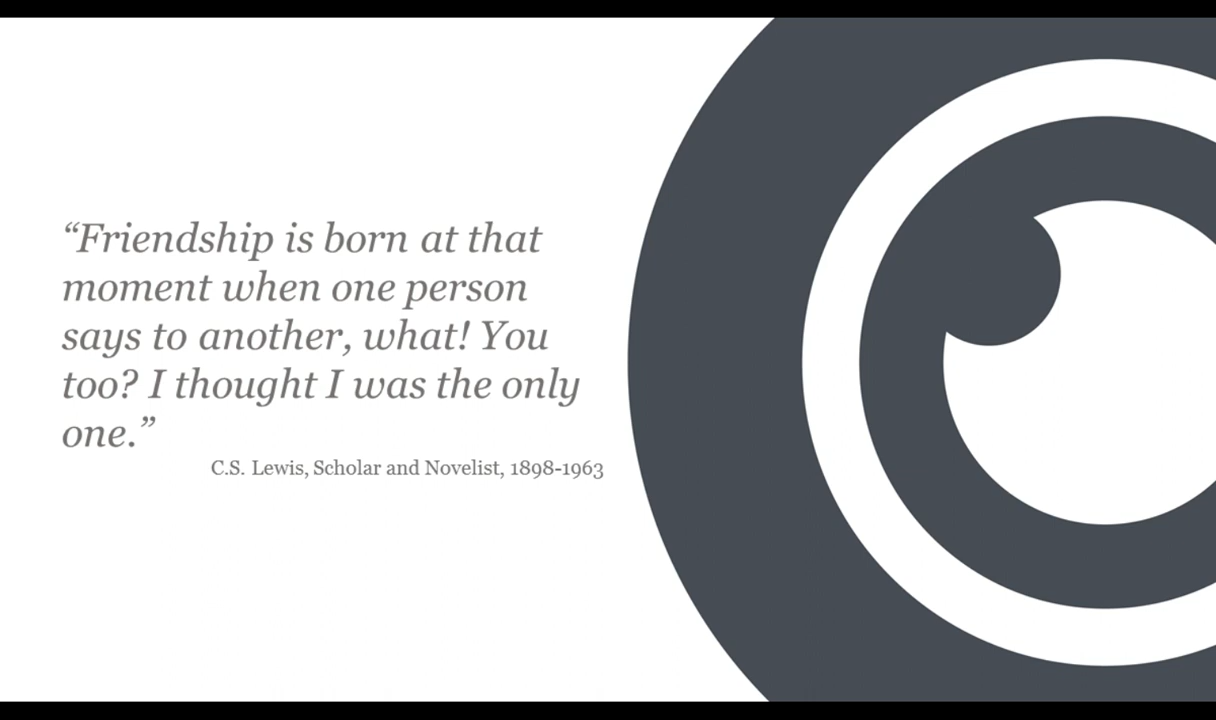 “Friendship is born at that
moment when one person
says to another, what! You
too? I thought I was the only
one.”
C.S. Lewis, Scholar and Novelist, 1898-1963